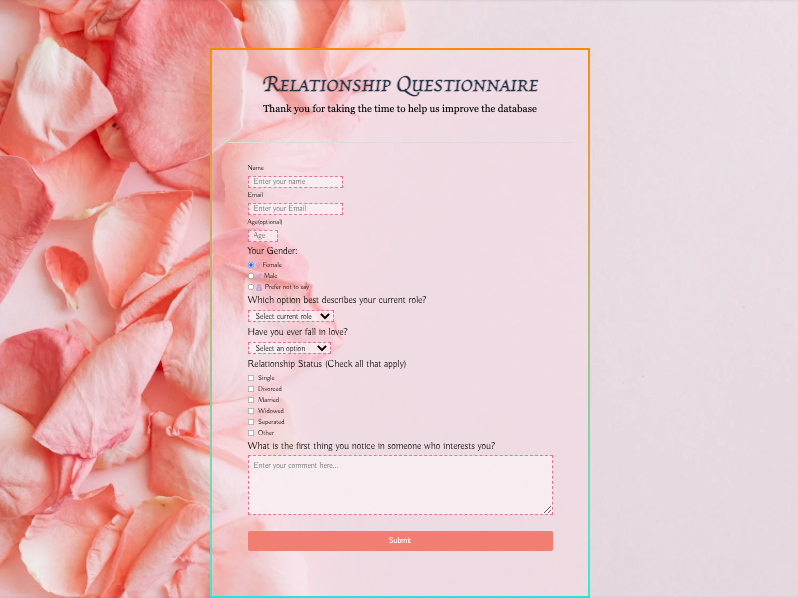 Relationship Questionnaire
Thank you for taking the time to help us improve the database
Name
Enter your name
Email
Enter your Email
Age(optional)
Age
Your Gender:
Female
Male
Prefer not to say
Which option best describes your current role?
Select current role
Have you ever fall in love?
Select an option
Relationship Status (Check all that apply)
Single
Divorced
Married
Widowed
Seperated
Other
What is the first thing you notice in someone who interests you?
Enter your comment here...
Submit